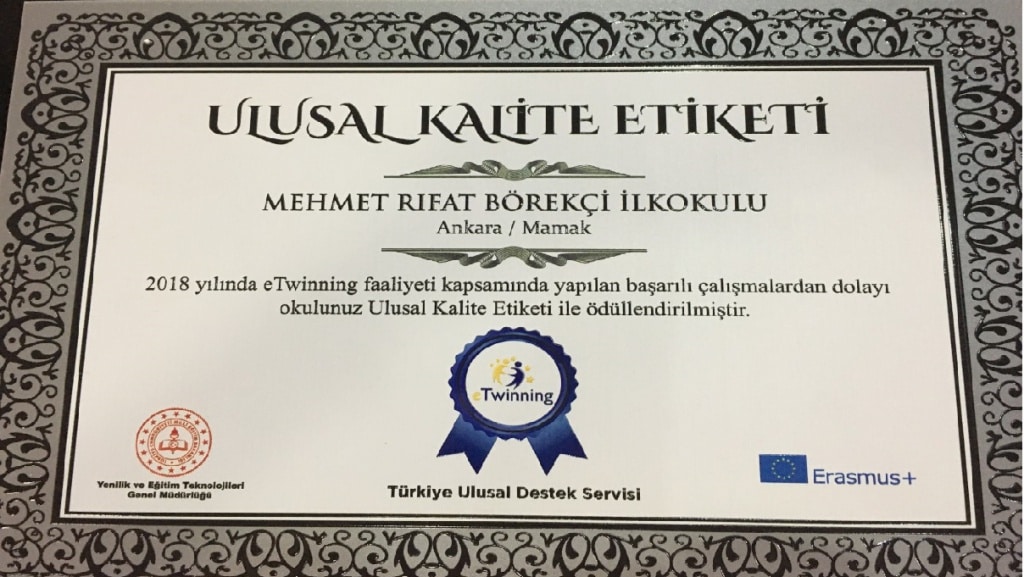 ULUSAL KALİTE ETİKETİ
MEHMET RIFAT BÖREKÇİ İLKOKULU
Ankara / Mamak
2018 yılında eTwinning faaliyeti kapsamında yapılan başarılı çalışmalardan dolayı
okulunuz Ulusal Kalite Etiketi ile ödüllendirilmiştir.
eTwinning
Yenilik ve Eğitim Teknolojileri
Genel Müdürlüğü
Türkiye Ulusal Destek Servisi
Erasmus+